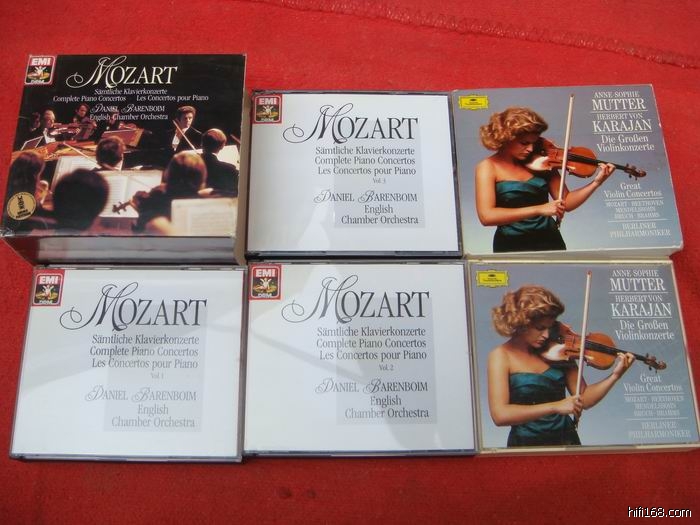 EMI
MOZART
Sämtliche Klavierkonzerte
Complete Piano Concertos Les Concertos pour Piano
DANIEL BARENBOIM
English Chamber Orchestra
EMI
MOZART
Sämtliche Klavierkonzerte
Complete Piano Concertos
Les Concertos pour Piano
Vol. 3
DANIEL BARENBOIM
English
Chamber Orchestra
ANNE-SOPHIE
MUTTER
HERBERT VON
KARAJAN
Die Großen
Violinkonzerte
Great
Violin Concertos
MOZART · BEETHOVEN
MENDELSSOHN
BRUCH · BRAHMS
BERLINER
PHILHARMONIKER
EMI
MOZART
Sämtliche Klavierkonzerte
Complete Piano Concertos
Les Concertos pour Piano
Vol. 1
DANIEL BARENBOIM
English
Chamber Orchestra
EMI
MOZART
Sämtliche Klavierkonzerte
Complete Piano Concertos
Les Concertos pour Piano
Vol. 2
DANIEL BARENBOIM
English
Chamber Orchestra
ANNE-SOPHIE
MUTTER
HERBERT VON
KARAJAN
Die Großen
Violinkonzerte
Great
Violin Concertos
MOZART · BEETHOVEN
MENDELSSOHN
BRUCH · BRAHMS
BERLINER
PHILHARMONIKER
hifi168.com